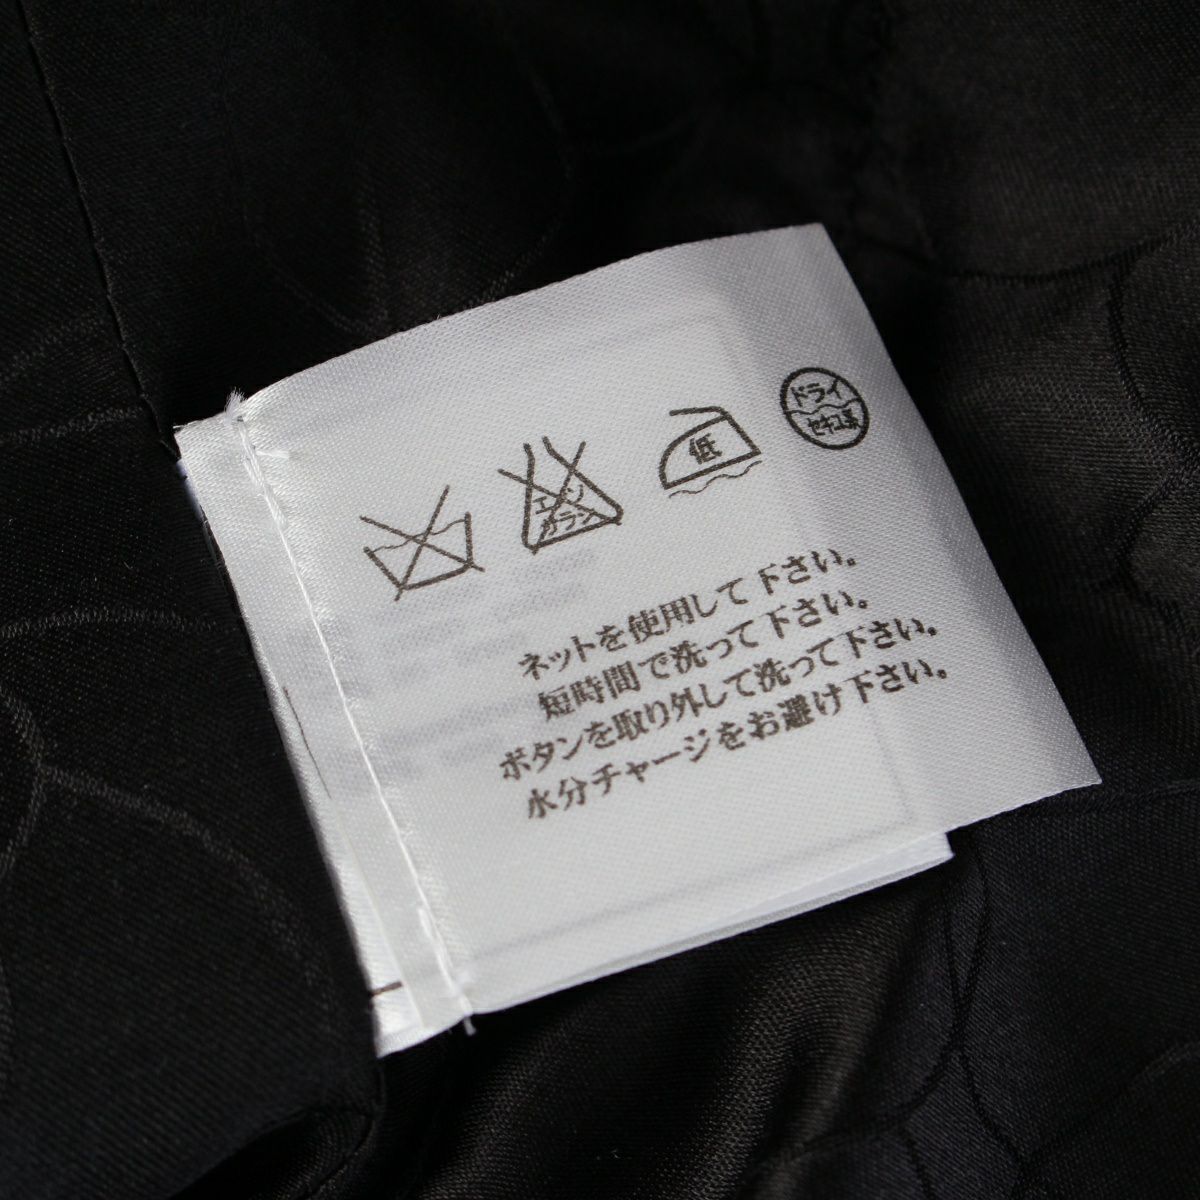 エンソ
サラシ
低
ドライ
セキユ系
ネットを使用して下さい。
短時間で洗って下さい。
ボタンを取り外して洗って下さい。
水分チャージをお避け下さい。